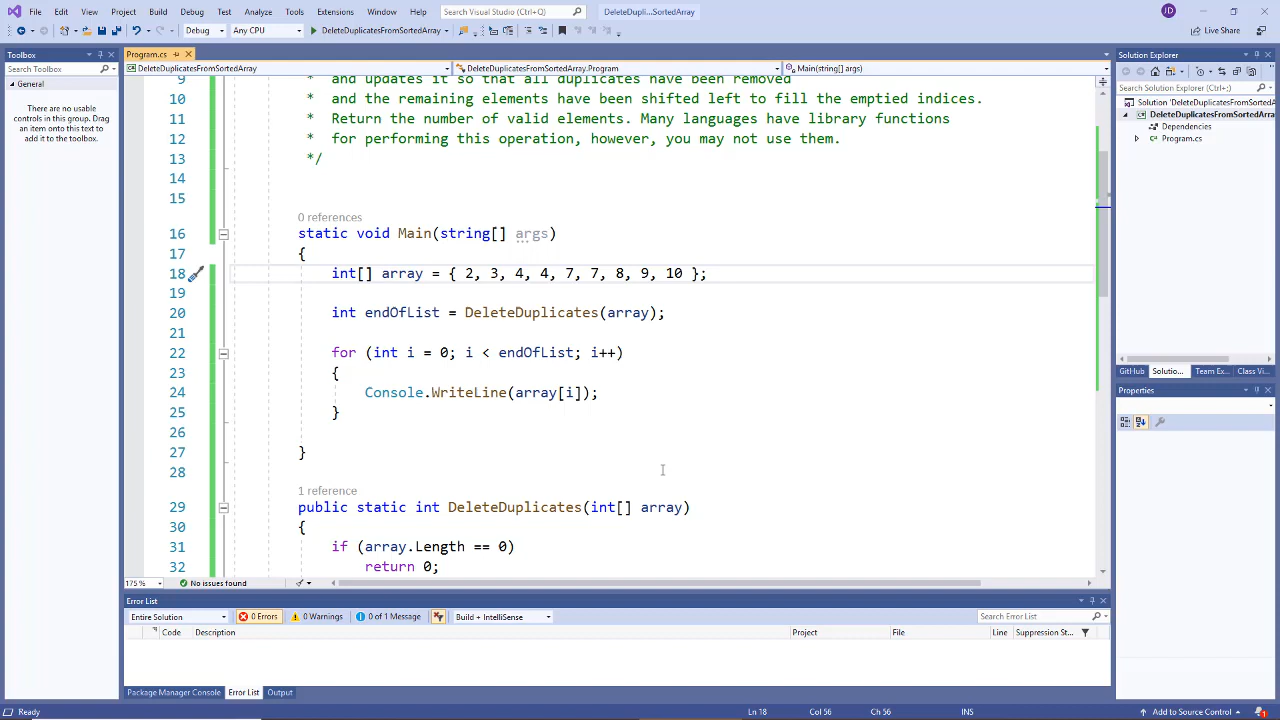 File Edit View Project Build Debug Test Analyze Tools Extensions Window Help Search Visual Studio (Ctrl+Q) DeleteDupli...SortedArray JD
Debug Any CPU DeleteDuplicatesFromSortedArray Live Share
Toolbox
Search Toolbox
General
There are no usable
controls in this group. Drag
an item onto this text to
add it to the toolbox.
Program.cs
DeleteDuplicatesFromSortedArray DeleteDuplicatesFromSortedArray.Program Main(string[] args)
9 * and updates it so that all duplicates have been removed
10 * and the remaining elements have been shifted left to fill the emptied indices.
11 * Return the number of valid elements. Many languages have library functions
12 * for performing this operation, however, you may not use them.
13 */
14
15
0 references
16 static void Main(string[] args)
17 {
18 int[] array = { 2, 3, 4, 4, 7, 7, 8, 9, 10 };
19
20 int endOfList = DeleteDuplicates(array);
21
22 for (int i = 0; i < endOfList; i++)
23 {
24 Console.WriteLine(array[i]);
25 }
26
27 }
28
1 reference
29 public static int DeleteDuplicates(int[] array)
30 {
31 if (array.Length == 0)
32 return 0;
175 % No issues found
Error List
Entire Solution 0 Errors 0 Warnings 0 of 1 Message Build + IntelliSense Search Error List
Code Description Project File Line Suppression St...
Package Manager Console Error List Output
Solution Explorer
Search Solution Explorer (Ctrl+;)
Solution 'DeleteDuplicatesFromSortedArra
DeleteDuplicatesFromSortedArra
Dependencies
Program.cs
GitHub Solutio... Team Ex... Class Vi...
Properties
Ready Ln 18 Col 56 Ch 56 INS Add to Source Control 1